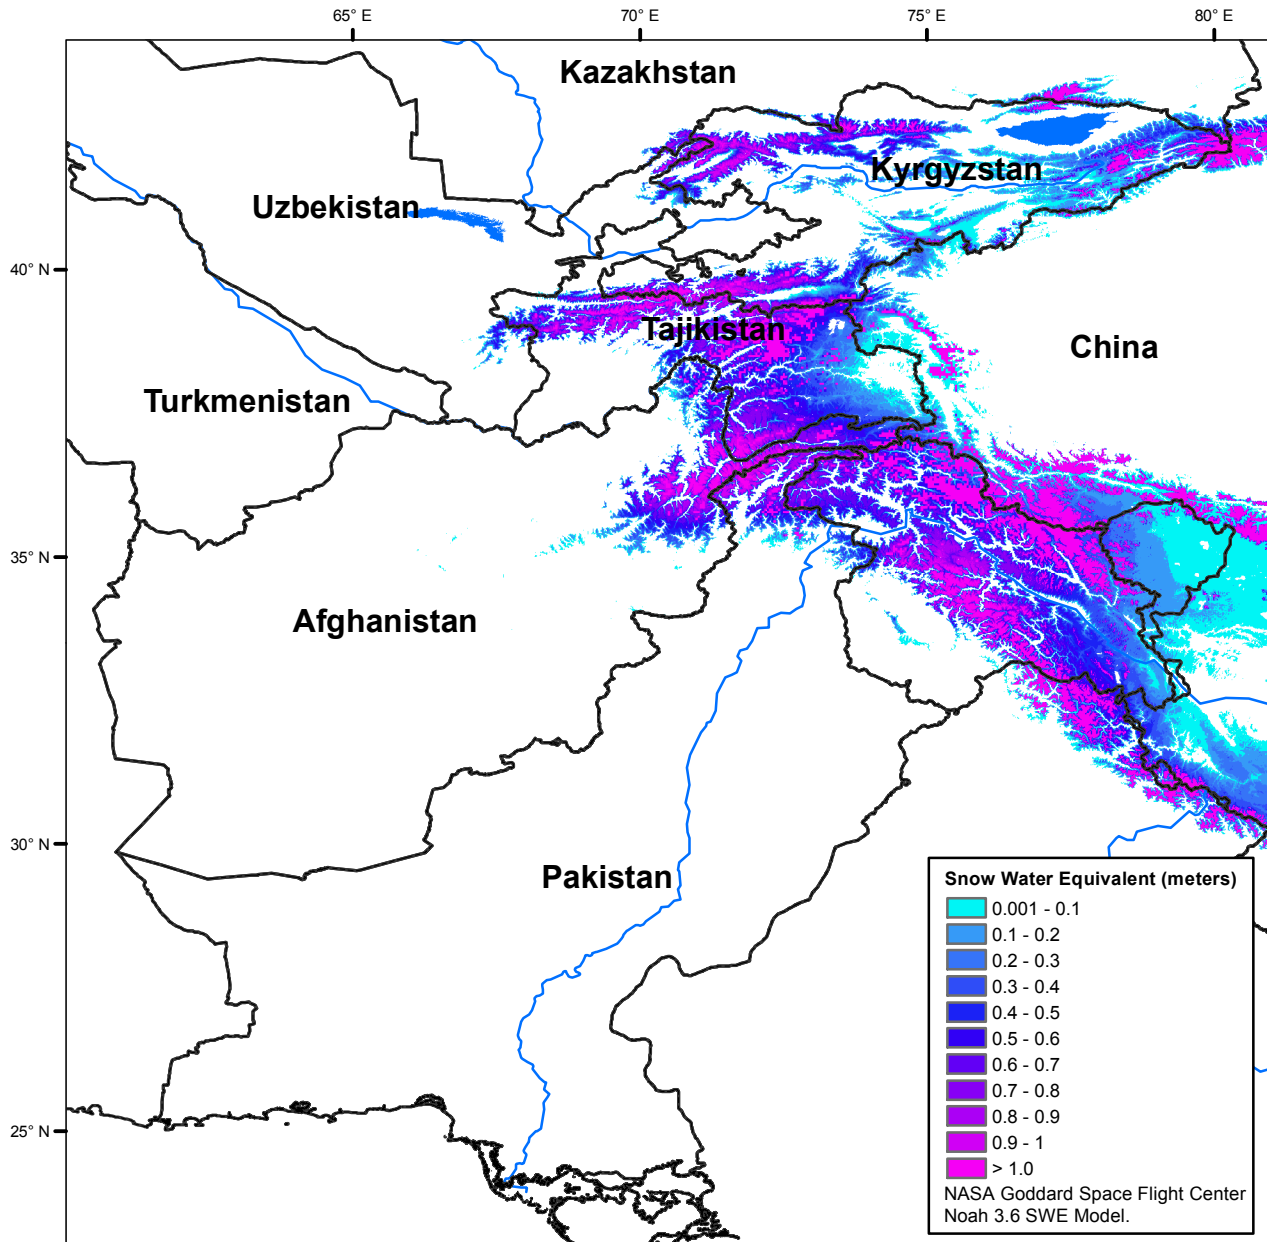 65° E
70° E
75° E
80° E
Kazakhstan
Kyrgyzstan
Uzbekistan
40° N
Tajikistan
China
Turkmenistan
35° N
Afghanistan
30° N
Pakistan
25° N
Snow Water Equivalent (meters)
0.001 - 0.1
0.1 - 0.2
0.2 - 0.3
0.3 - 0.4
0.4 - 0.5
0.5 - 0.6
0.6 - 0.7
0.7 - 0.8
0.8 - 0.9
0.9 - 1
> 1.0
NASA Goddard Space Flight Center
Noah 3.6 SWE Model.